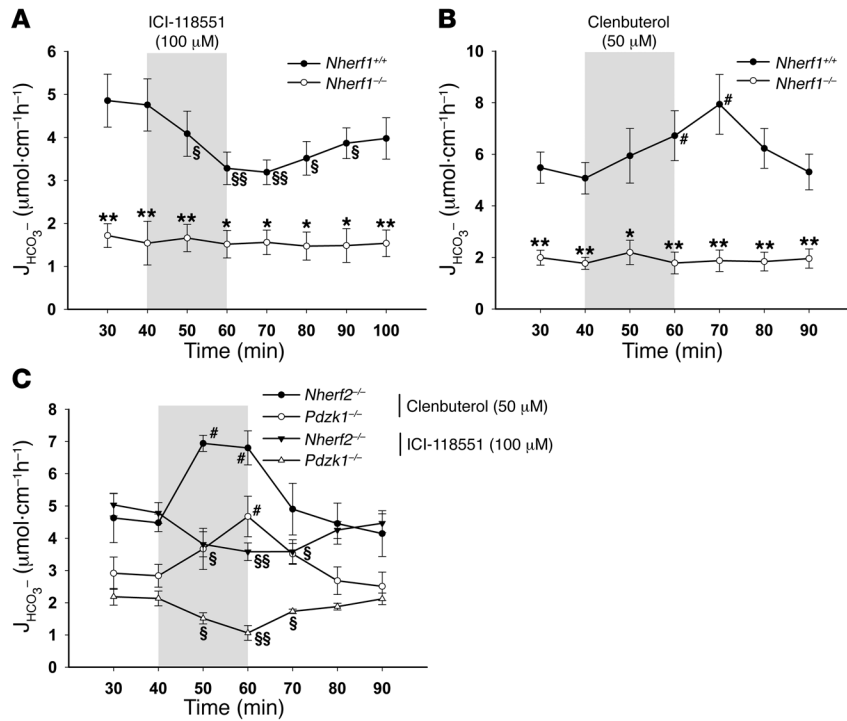 A
ICI-118551
(100 μM)
Nherf1+/+
Nherf1–/–
J HCO3– (μmol·cm–1h–1)
6
5
4
3
2
1
0
§
§§
§§
§
§
**
**
**
*
*
*
*
**
30 40 50 60 70 80 90 100
Time (min)
B
Clenbuterol
(50 μM)
Nherf1+/+
Nherf1–/–
J HCO3– (μmol·cm–1h–1)
10
8
6
4
2
0
#
#
**
**
*
**
**
**
**
30 40 50 60 70 80 90
Time (min)
C
Nherf2–/–
Pdzk1–/–
Clenbuterol (50 μM)
Nherf2–/–
Pdzk1–/–
ICI-118551 (100 μM)
J HCO3– (μmol·cm–1h–1)
8
7
6
5
4
3
2
1
0
#
#
#
§
§§
§
§
§§
§
30 40 50 60 70 80 90
Time (min)